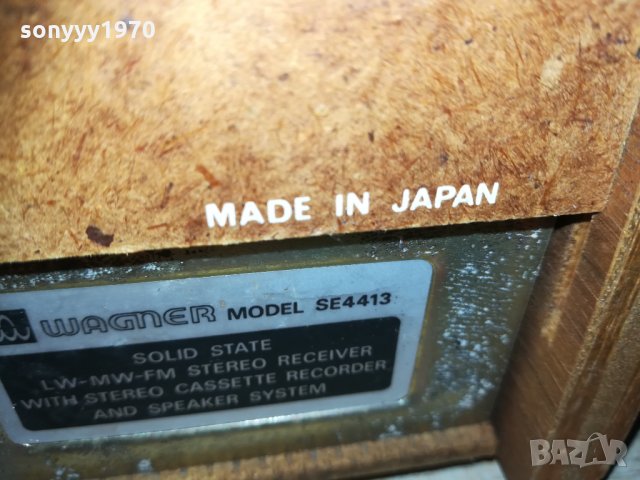 sonyyy1970
MADE IN JAPAN
WAGNER MODEL SE4413
SOLID STATE
LW-MW-FM STEREO RECEIVER
WITH STEREO CASSETTE RECORDER
AND SPEAKER SYSTEM
BAZAR